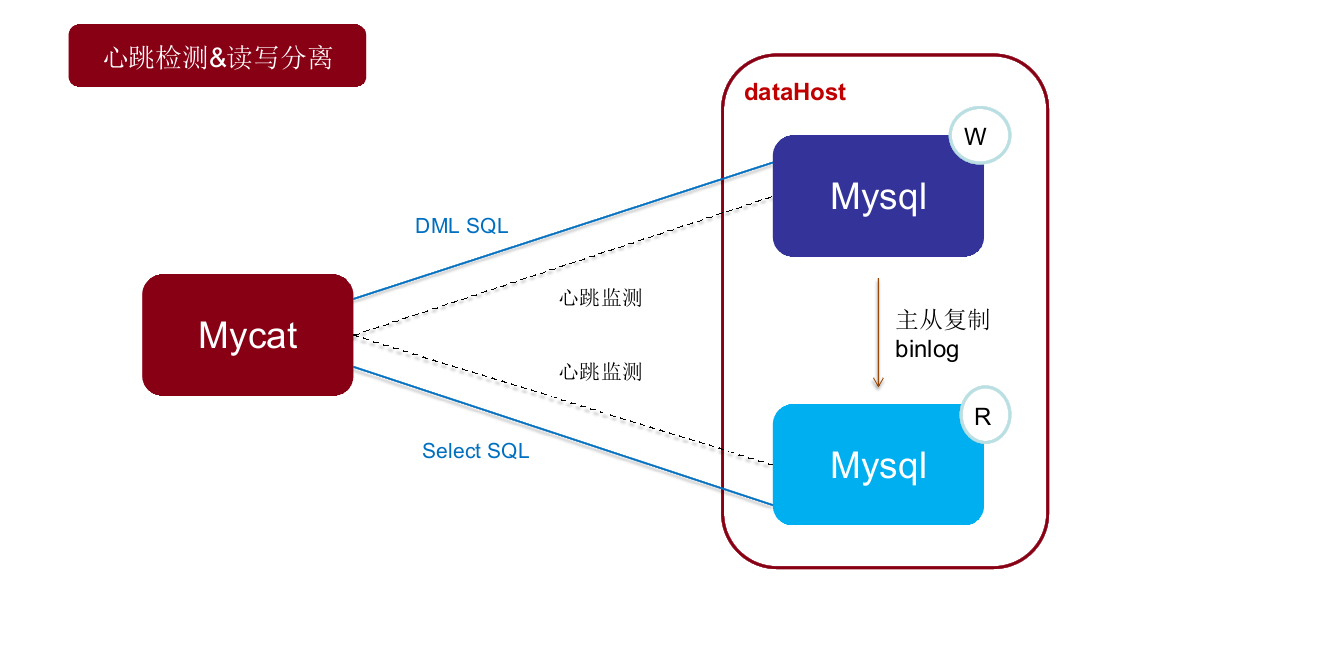 心跳检测&读写分离
dataHost
W
Mysql
DML SQL
心跳监测
Mycat
主从复制
binlog
心跳监测
R
Mysql
Select SQL